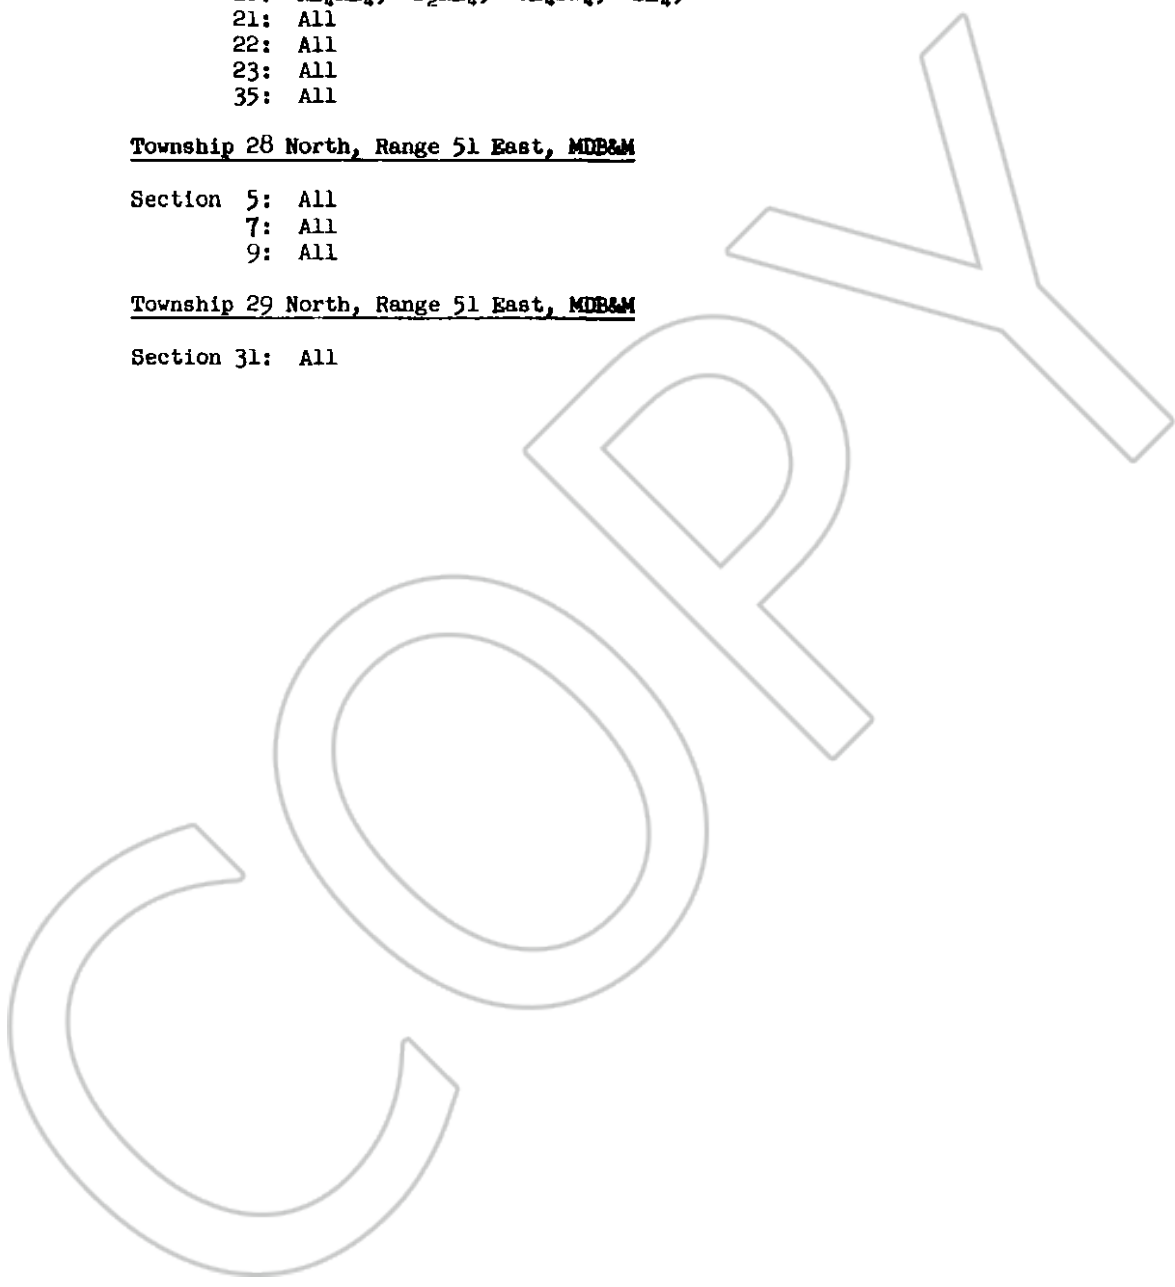 21: All
22: All
23: All
35: All
Township 28 North, Range 51 East, MDB&M
Section 5: All
7: All
9: All
Township 29 North, Range 51 East, MDB&M
Section 31: All
COPY